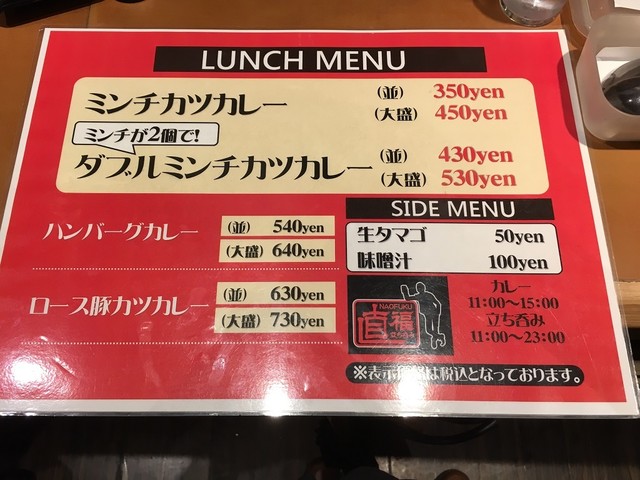 LUNCH MENU
ミンチカツカレー
(並) 350yen
(大盛) 450yen
ミンチが2個で!
ダブルミンチカツカレー
(並) 430yen
(大盛) 530yen
ハンバーグカレー
(並) 540yen
(大盛) 640yen
ロース豚カツカレー
(並) 630yen
(大盛) 730yen
SIDE MENU
生タマゴ 50yen
味噌汁 100yen
NAOFUKU
直福
カレー
11:00〜15:00
立ち呑み
11:00〜23:00
※表示 は税込となっております。